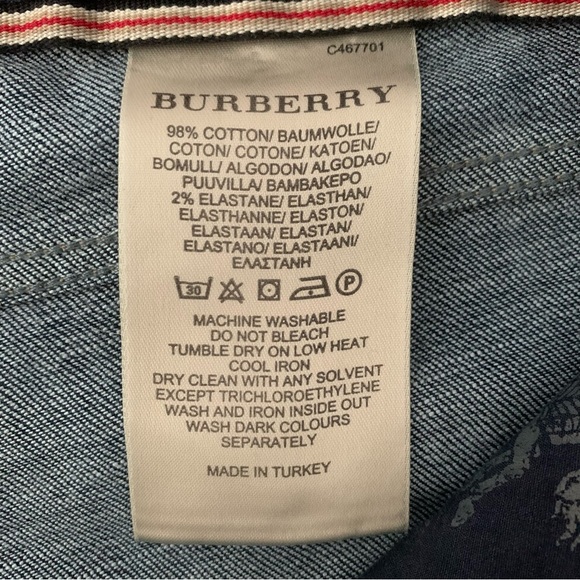 C467701
BURBERRY
98% COTTON/ BAUMWOLLE/
COTON/ COTONE/ KATOEN/
BOMULL/ ALGODON/ ALGODAO/
PUUVILLA/ ΒΑΜΒΑΚΕΡΟ
2% ELASTANE/ ELASTHAN/
ELASTHANNE/ ELASTON/
ELASTAAN/ ELASTAN/
ELASTANO/ ELASTAANI/
ΕΛΑΣΤΑΝΗ
30 P
MACHINE WASHABLE
DO NOT BLEACH
TUMBLE DRY ON LOW HEAT
COOL IRON
DRY CLEAN WITH ANY SOLVENT
EXCEPT TRICHLOROETHYLENE
WASH AND IRON INSIDE OUT
WASH DARK COLOURS
SEPARATELY
MADE IN TURKEY